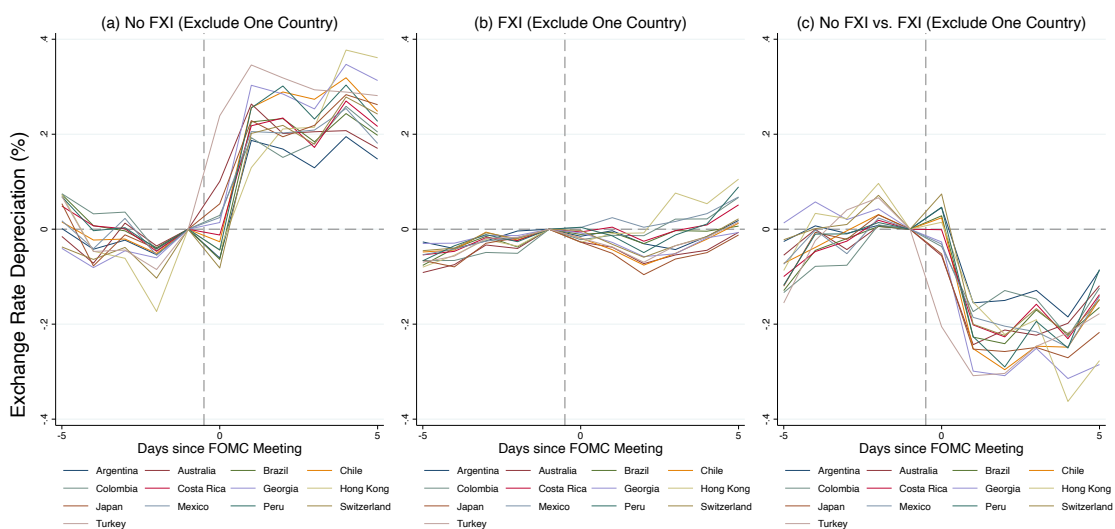 (a) No FXI (Exclude One Country)
(b) FXI (Exclude One Country)
(c) No FXI vs. FXI (Exclude One Country)
Exchange Rate Depreciation (%)
.4
.2
0
-.2
-.4
-5
0
5
Days since FOMC Meeting
.4
.2
0
-.2
-.4
-5
0
5
Days since FOMC Meeting
.4
.2
0
-.2
-.4
-5
0
5
Days since FOMC Meeting
Argentina Australia Brazil Chile
Colombia Costa Rica Georgia Hong Kong
Japan Mexico Peru Switzerland
Turkey
Argentina Australia Brazil Chile
Colombia Costa Rica Georgia Hong Kong
Japan Mexico Peru Switzerland
Turkey
Argentina Australia Brazil Chile
Colombia Costa Rica Georgia Hong Kong
Japan Mexico Peru Switzerland
Turkey